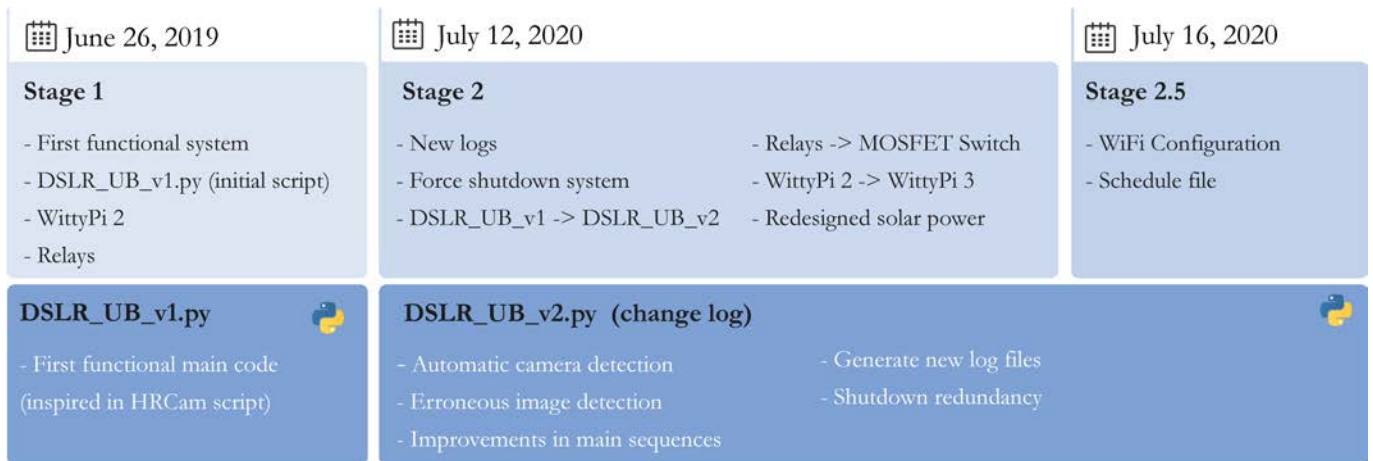 June 26, 2019
Stage 1
- First functional system
- DSLR_UB_v1.py (initial script)
- WittyPi 2
- Relays
July 12, 2020
Stage 2
- New logs
- Force shutdown system
- DSLR_UB_v1 -> DSLR_UB_v2
- Relays -> MOSFET Switch
- WittyPi 2 -> WittyPi 3
- Redesigned solar power
July 16, 2020
Stage 2.5
- WiFi Configuration
- Schedule file
DSLR_UB_v1.py
- First functional main code
(inspired in HRCam script)
DSLR_UB_v2.py (change log)
- Automatic camera detection
- Erroneous image detection
- Improvements in main sequences
- Generate new log files
- Shutdown redundancy